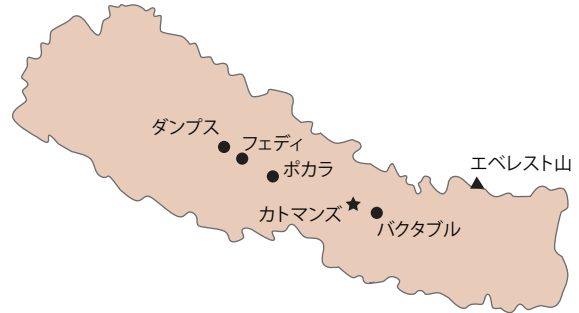 ダンプス
フェディ
ポカラ
エベレスト山
カトマンズ
バクタブル